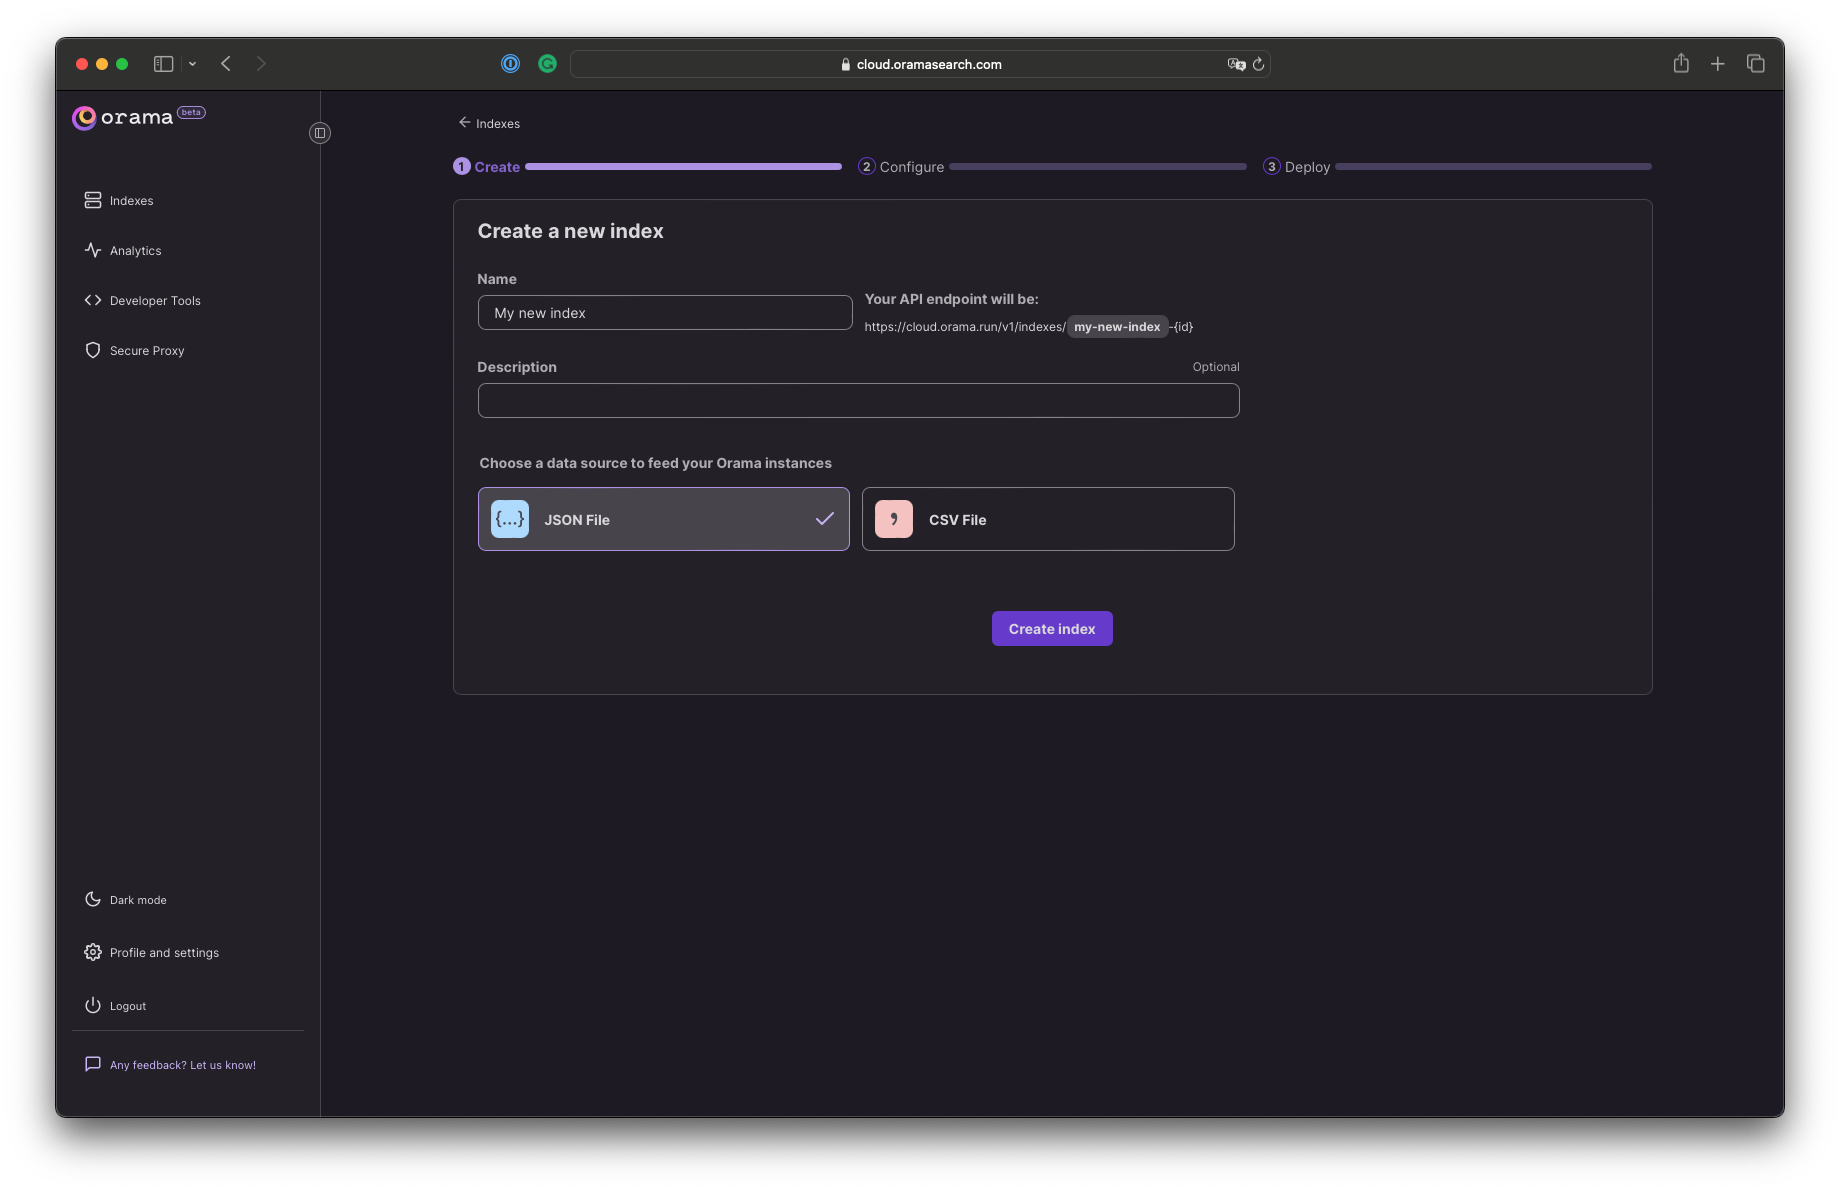 cloud.oramasearch.com
orama beta
Indexes
Analytics
Developer Tools
Secure Proxy
Dark mode
Profile and settings
Logout
Any feedback? Let us know!
Indexes
1 Create
2 Configure
3 Deploy
Create a new index
Name
My new index
Your API endpoint will be:
https://cloud.orama.run/v1/indexes/ my-new-index -{id}
Description
Optional
Choose a data source to feed your Orama instances
{...} JSON File
, CSV File
Create index